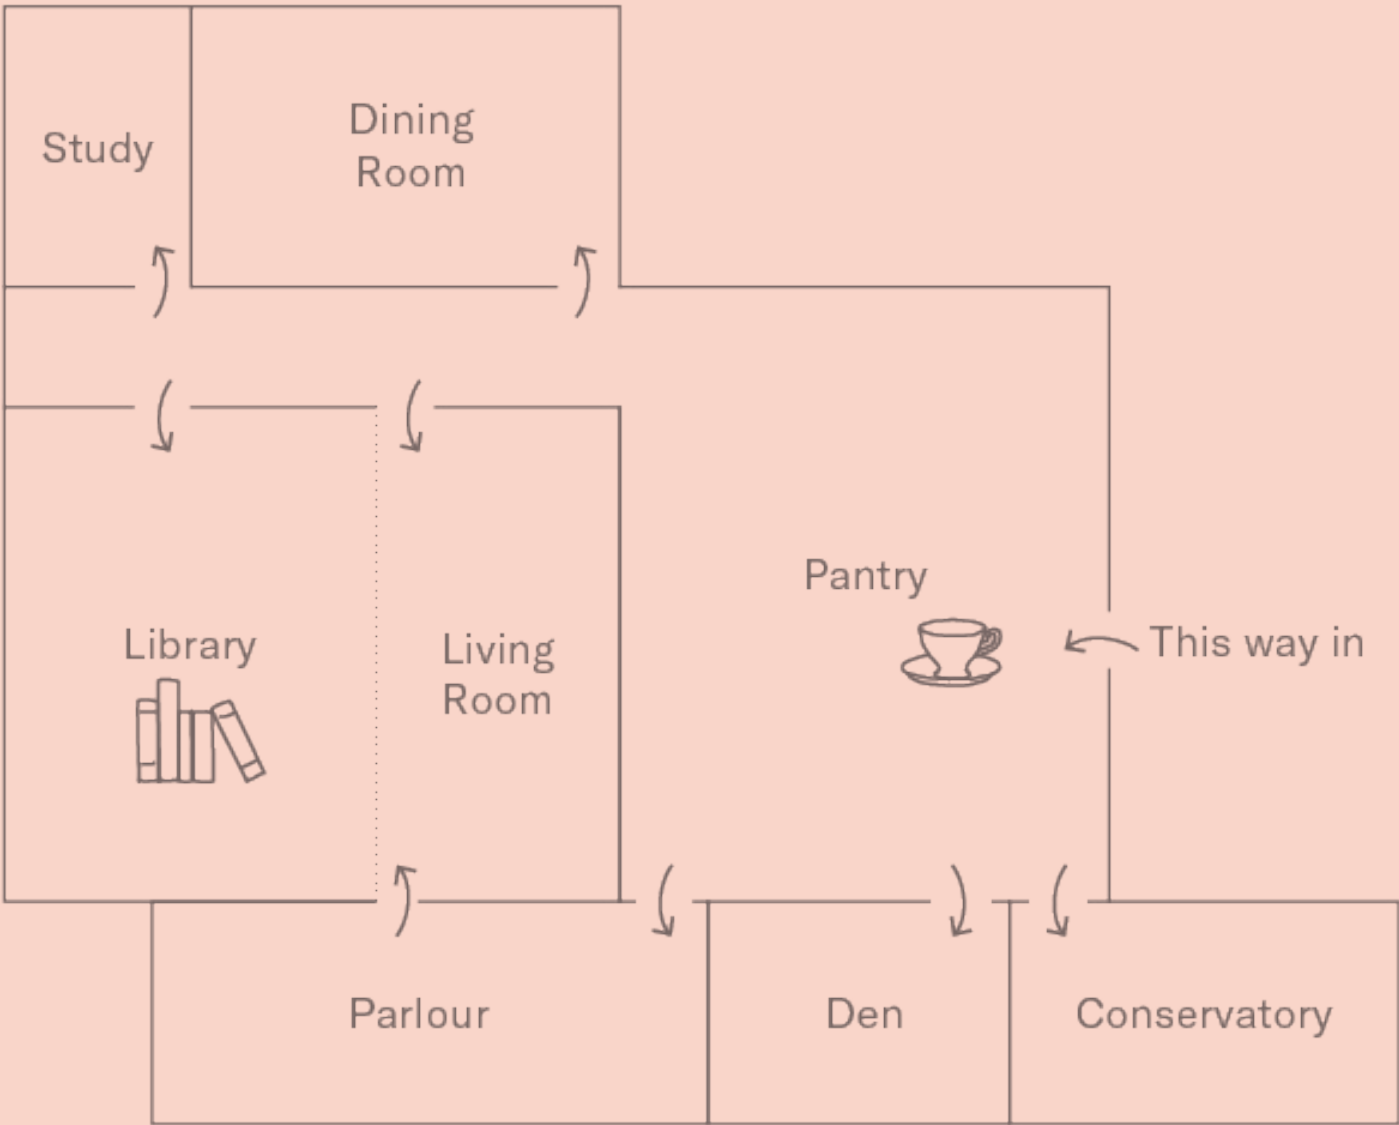 Study
Dining
Room
Pantry
This way in
Library
Living
Room
Parlour
Den
Conservatory